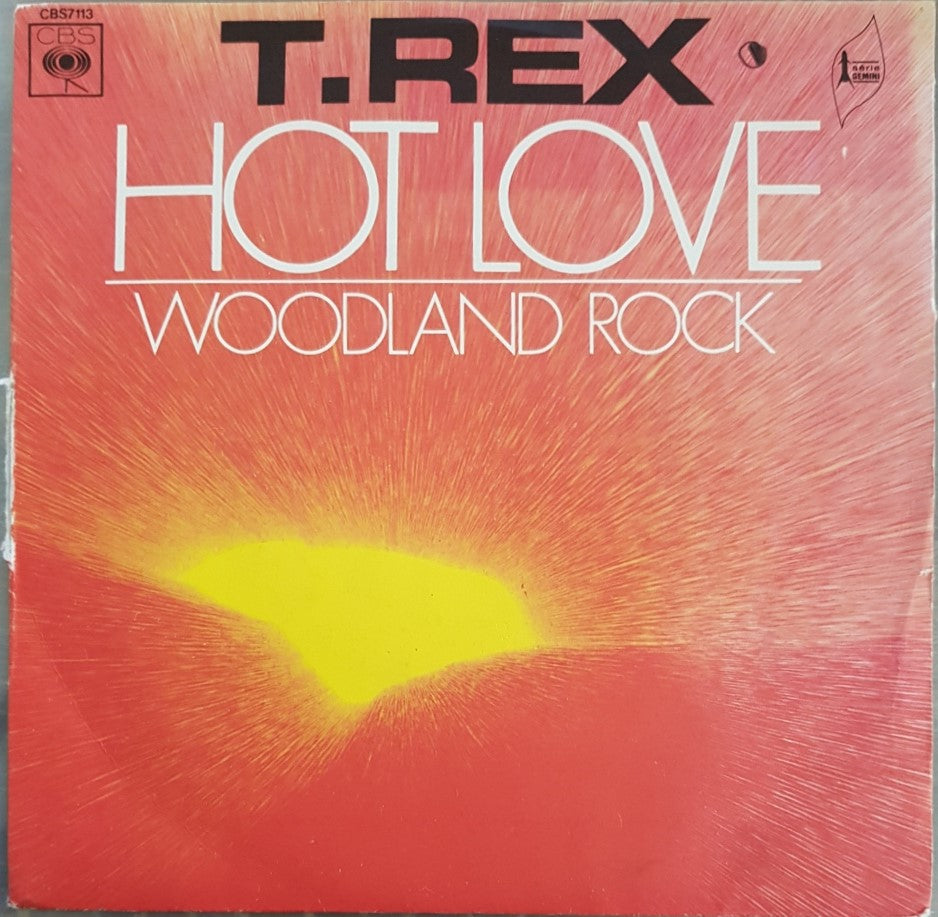 CBS7113
CBS
T.REX
série
GEMINI
HOT LOVE
WOODLAND ROCK